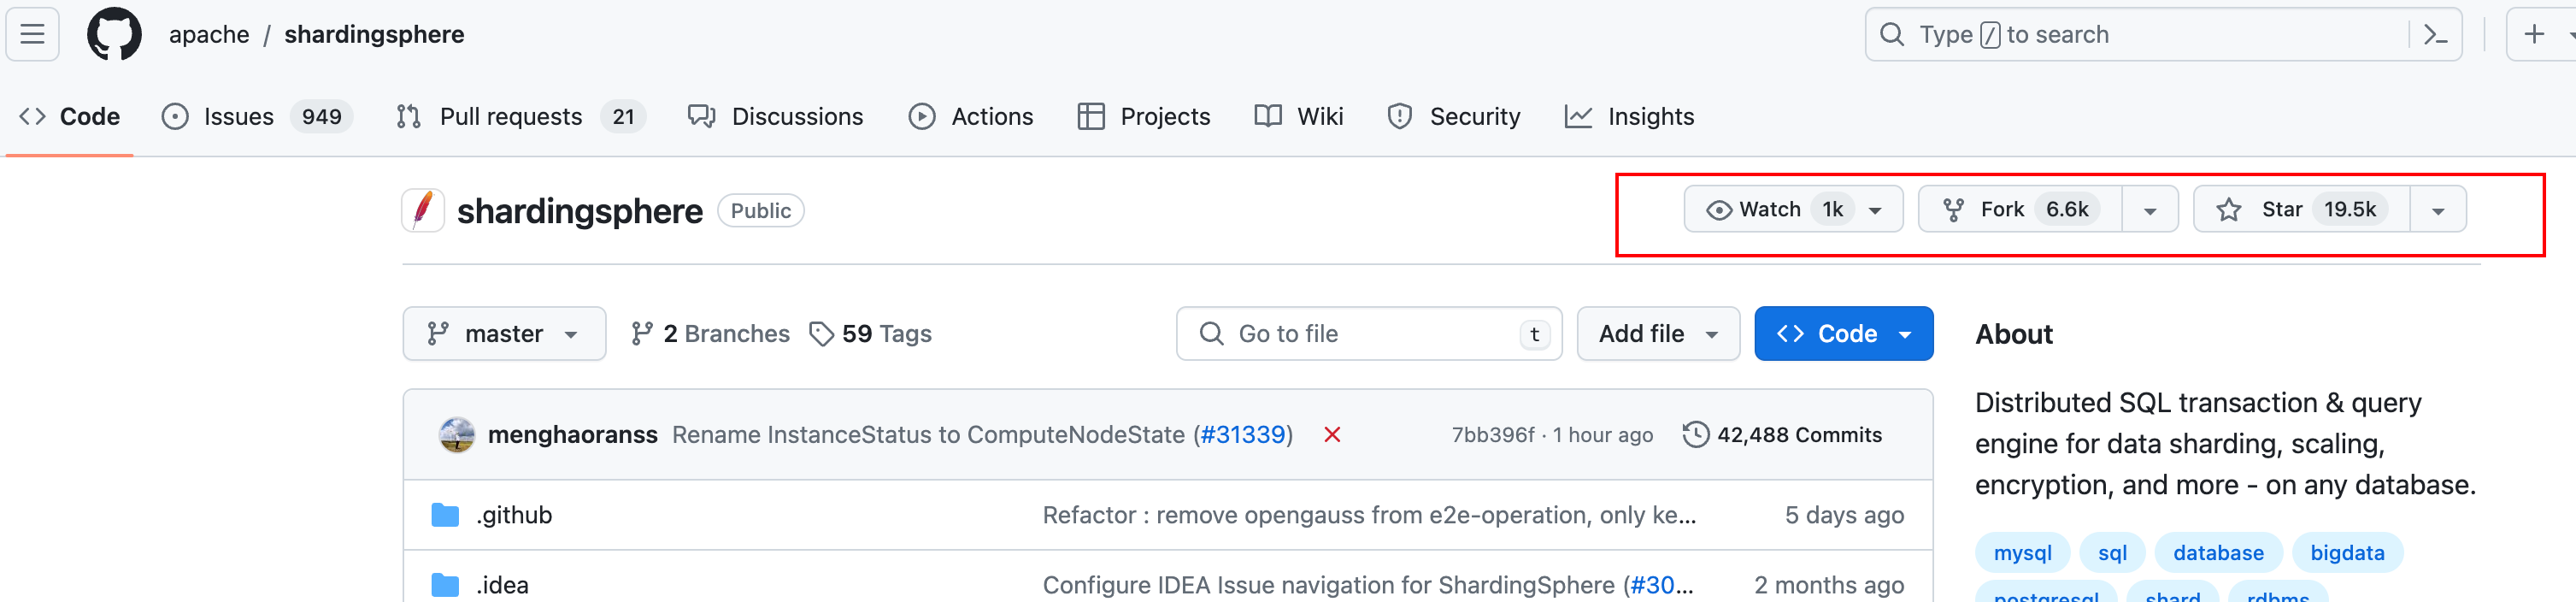 apache / shardingsphere
Type / to search
Code Issues 949 Pull requests 21 Discussions Actions Projects Wiki Security Insights
shardingsphere Public
Watch 1k Fork 6.6k Star 19.5k
master 2 Branches 59 Tags Go to file t Add file Code
About
Distributed SQL transaction & query
engine for data sharding, scaling,
encryption, and more - on any database.
menghaoranss Rename InstanceStatus to ComputeNodeState (#31339) 7bb396f · 1 hour ago 42,488 Commits
.github Refactor : remove opengauss from e2e-operation, only ke... 5 days ago
.idea Configure IDEA Issue navigation for ShardingSphere (#30... 2 months ago
mysql sql database bigdata
postgresql shard rdbms